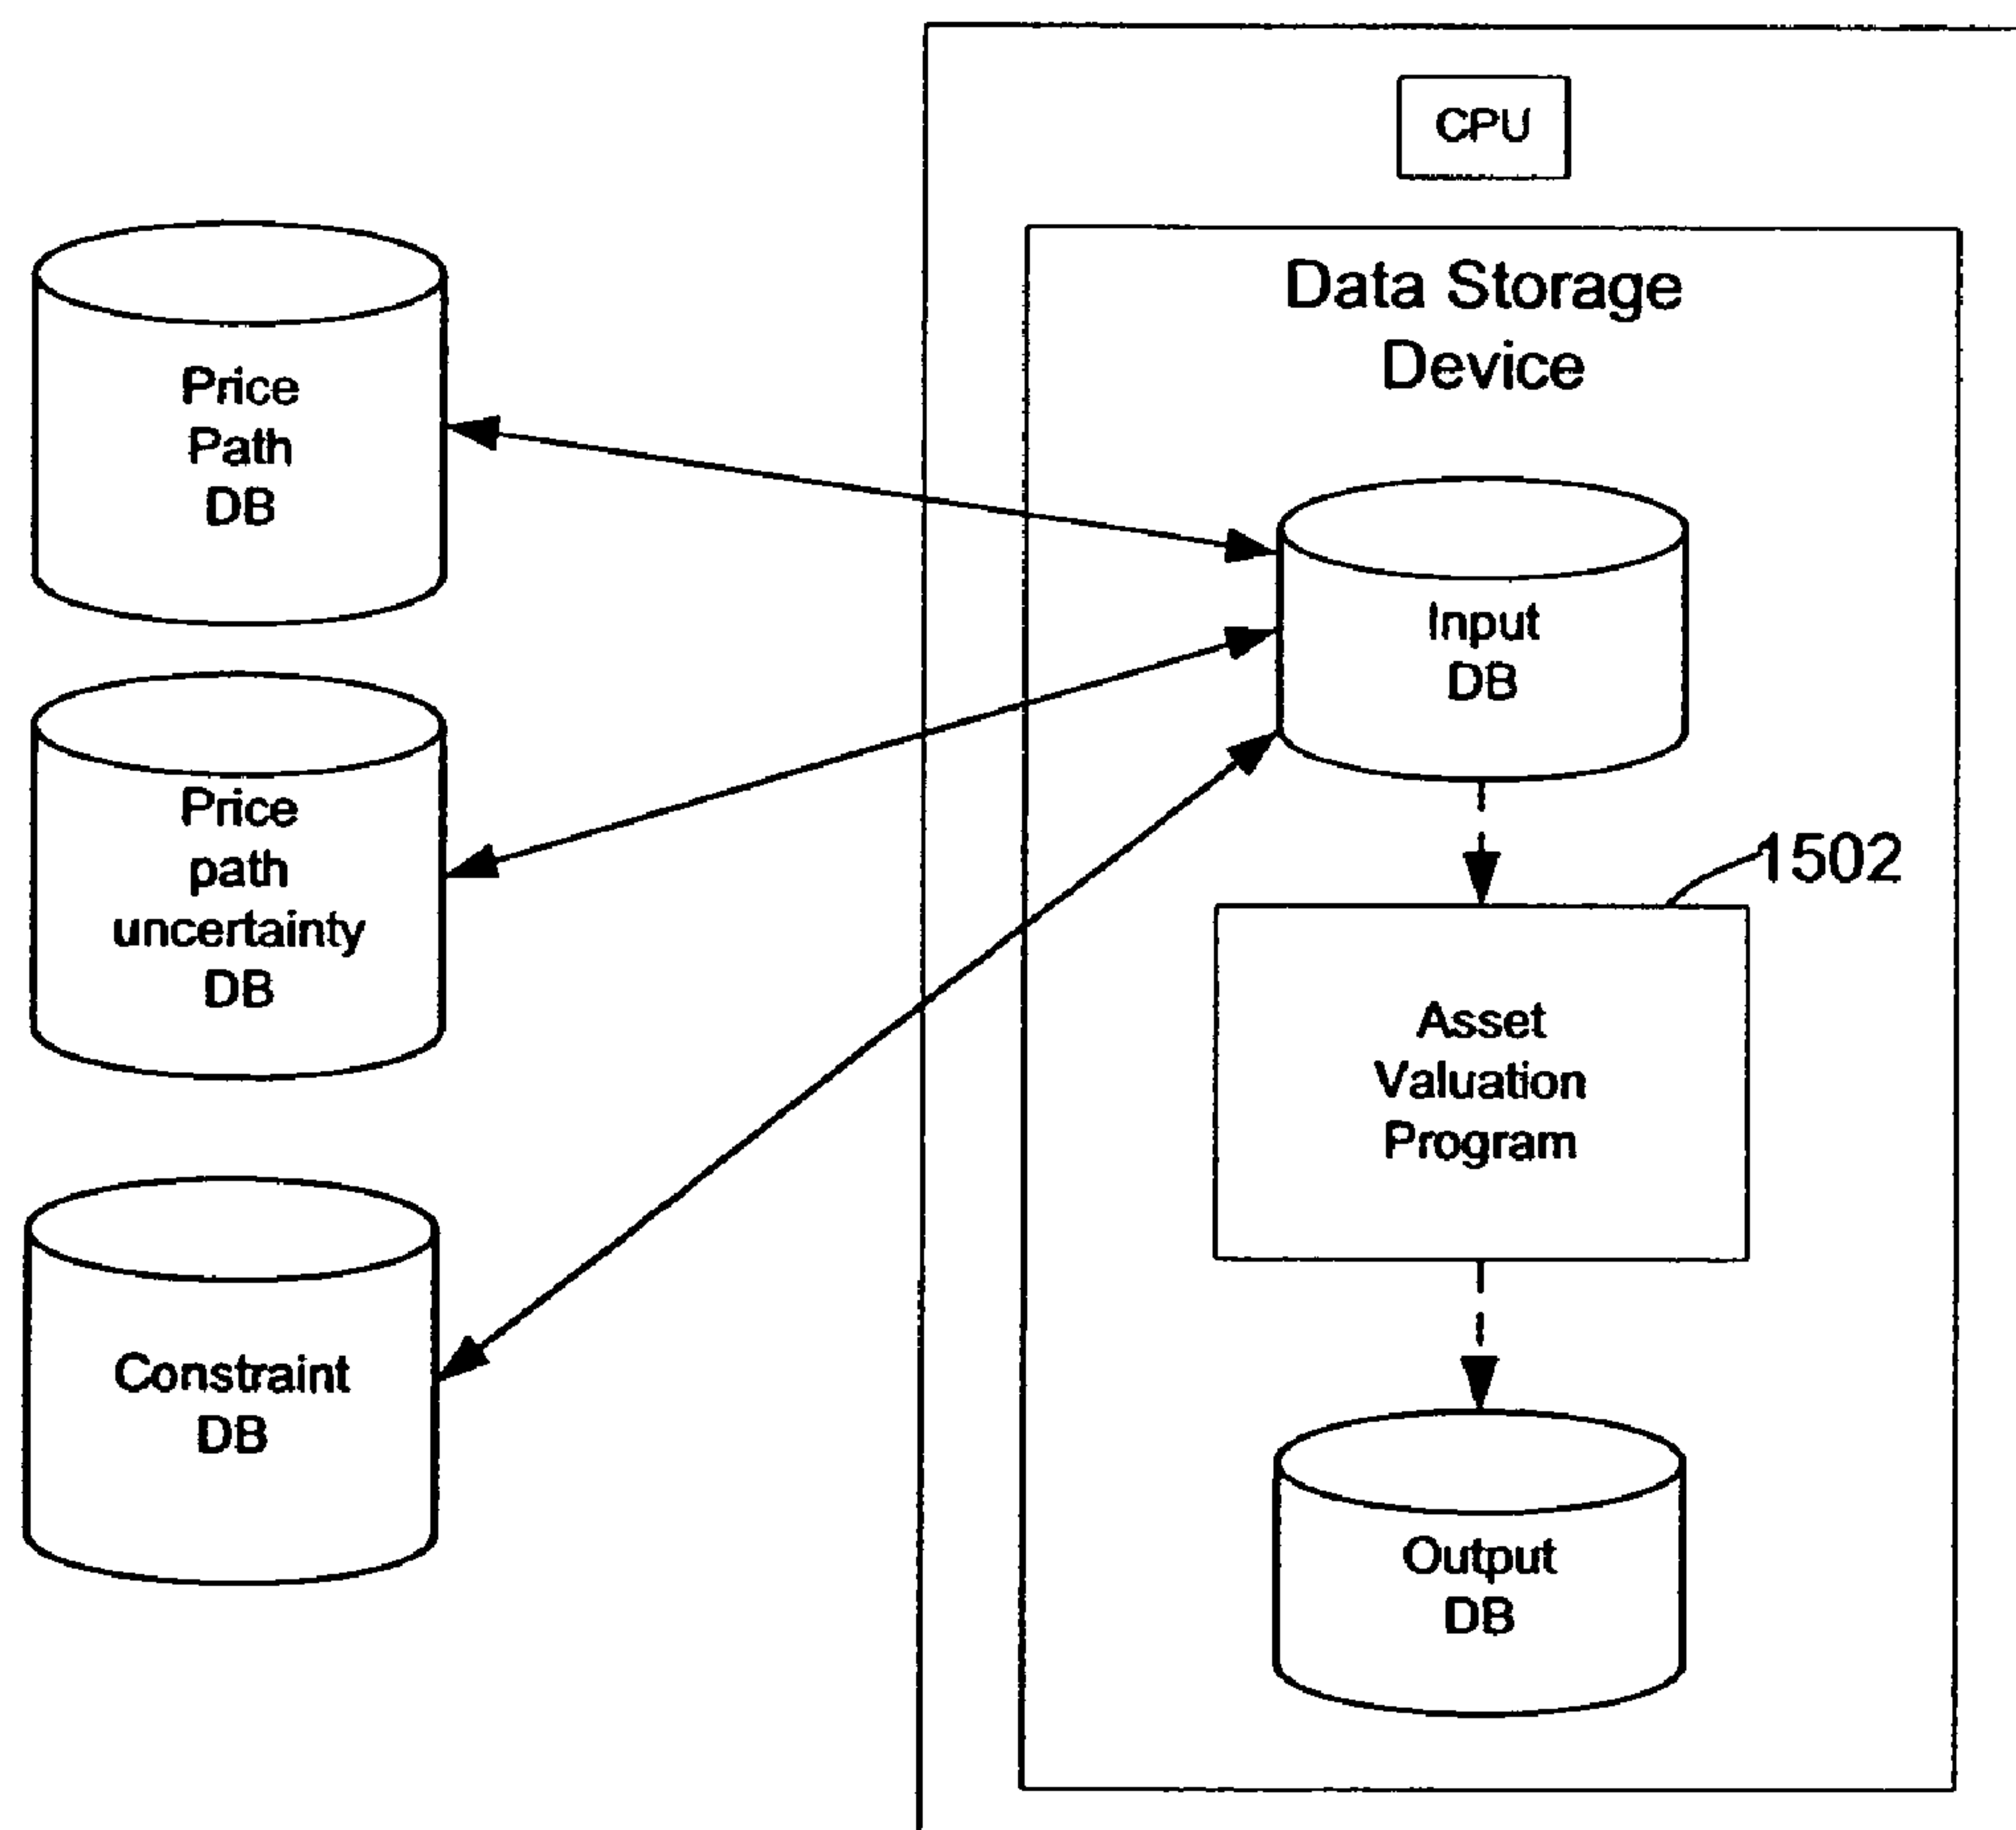 CPU
Data Storage
Device
Price
Path
DB
Input
DB
Price
path
uncertainty
DB
1502
Asset
Valuation
Program
Constraint
DB
Output
DB